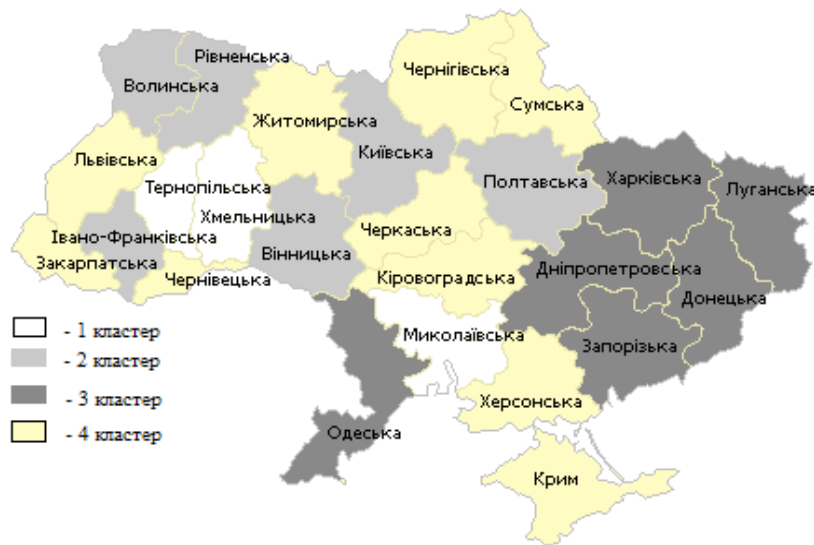 Рівненська
Волинська
Чернігівська
Сумська
Житомирська
Київська
Львівська
Тернопільська
Полтавська
Харківська
Луганська
Хмельницька
Івано-Франківська
Вінницька
Черкаська
Закарпатська
Чернівецька
Кіровоградська
Дніпропетровська
Донецька
Миколаївська
Запорізька
Херсонська
Одеська
Крим
- 1 кластер
- 2 кластер
- 3 кластер
- 4 кластер